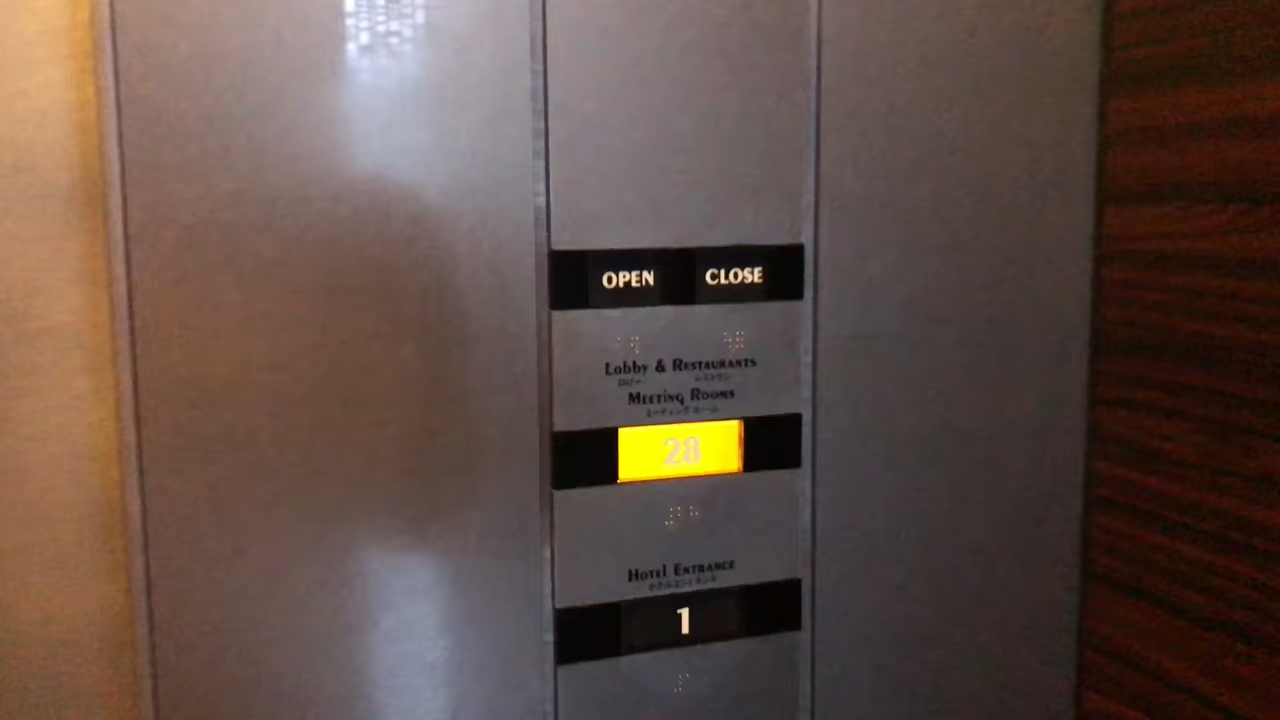 OPEN CLOSE
Lobby & Restaurants
ロビー レストラン
Meeting Rooms
ミーティング ルーム
28
Hotel Entrance
ホテルエントランス
1